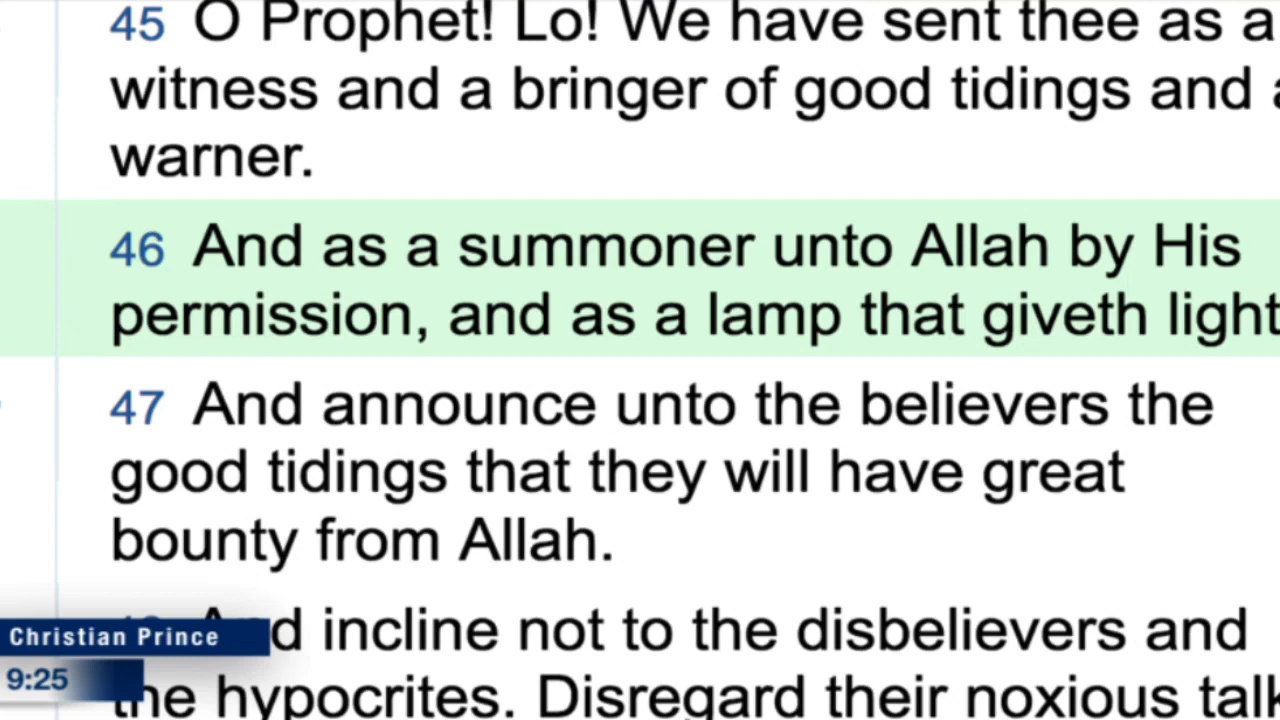 45 O Prophet! Lo! We have sent thee as a
witness and a bringer of good tidings and a
warner.
46 And as a summoner unto Allah by His
permission, and as a lamp that giveth light
47 And announce unto the believers the
good tidings that they will have great
bounty from Allah.
And incline not to the disbelievers and
Christian Prince
the hypocrites. Disregard their noxious talk
9:25